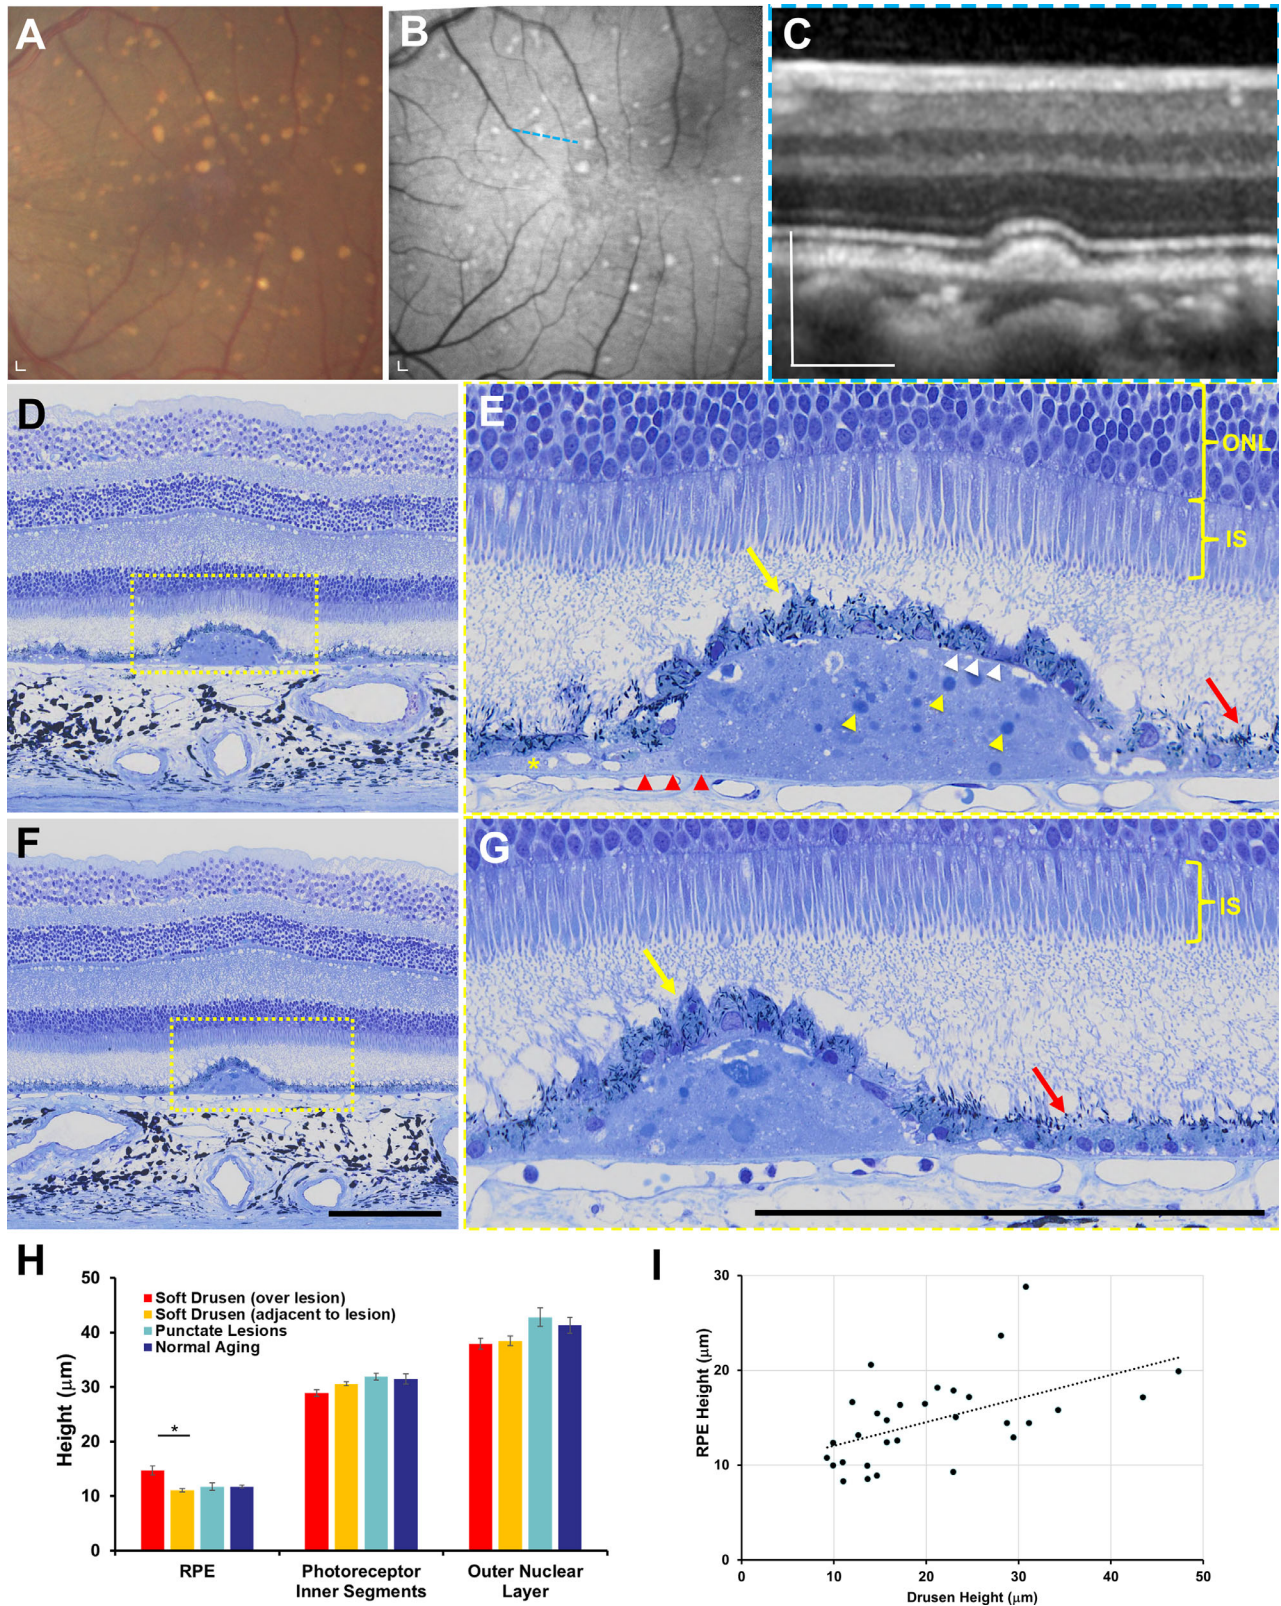 A
B
C
D
E
ONL
IS
*
F
G
IS
H
50
40
30
20
10
0
Height (μm)
Soft Drusen (over lesion)
Soft Drusen (adjacent to lesion)
Punctate Lesions
Normal Aging
*
RPE
Photoreceptor
Inner Segments
Outer Nuclear
Layer
I
30
20
10
0
RPE Height (μm)
0 10 20 30 40 50
Drusen Height (μm)